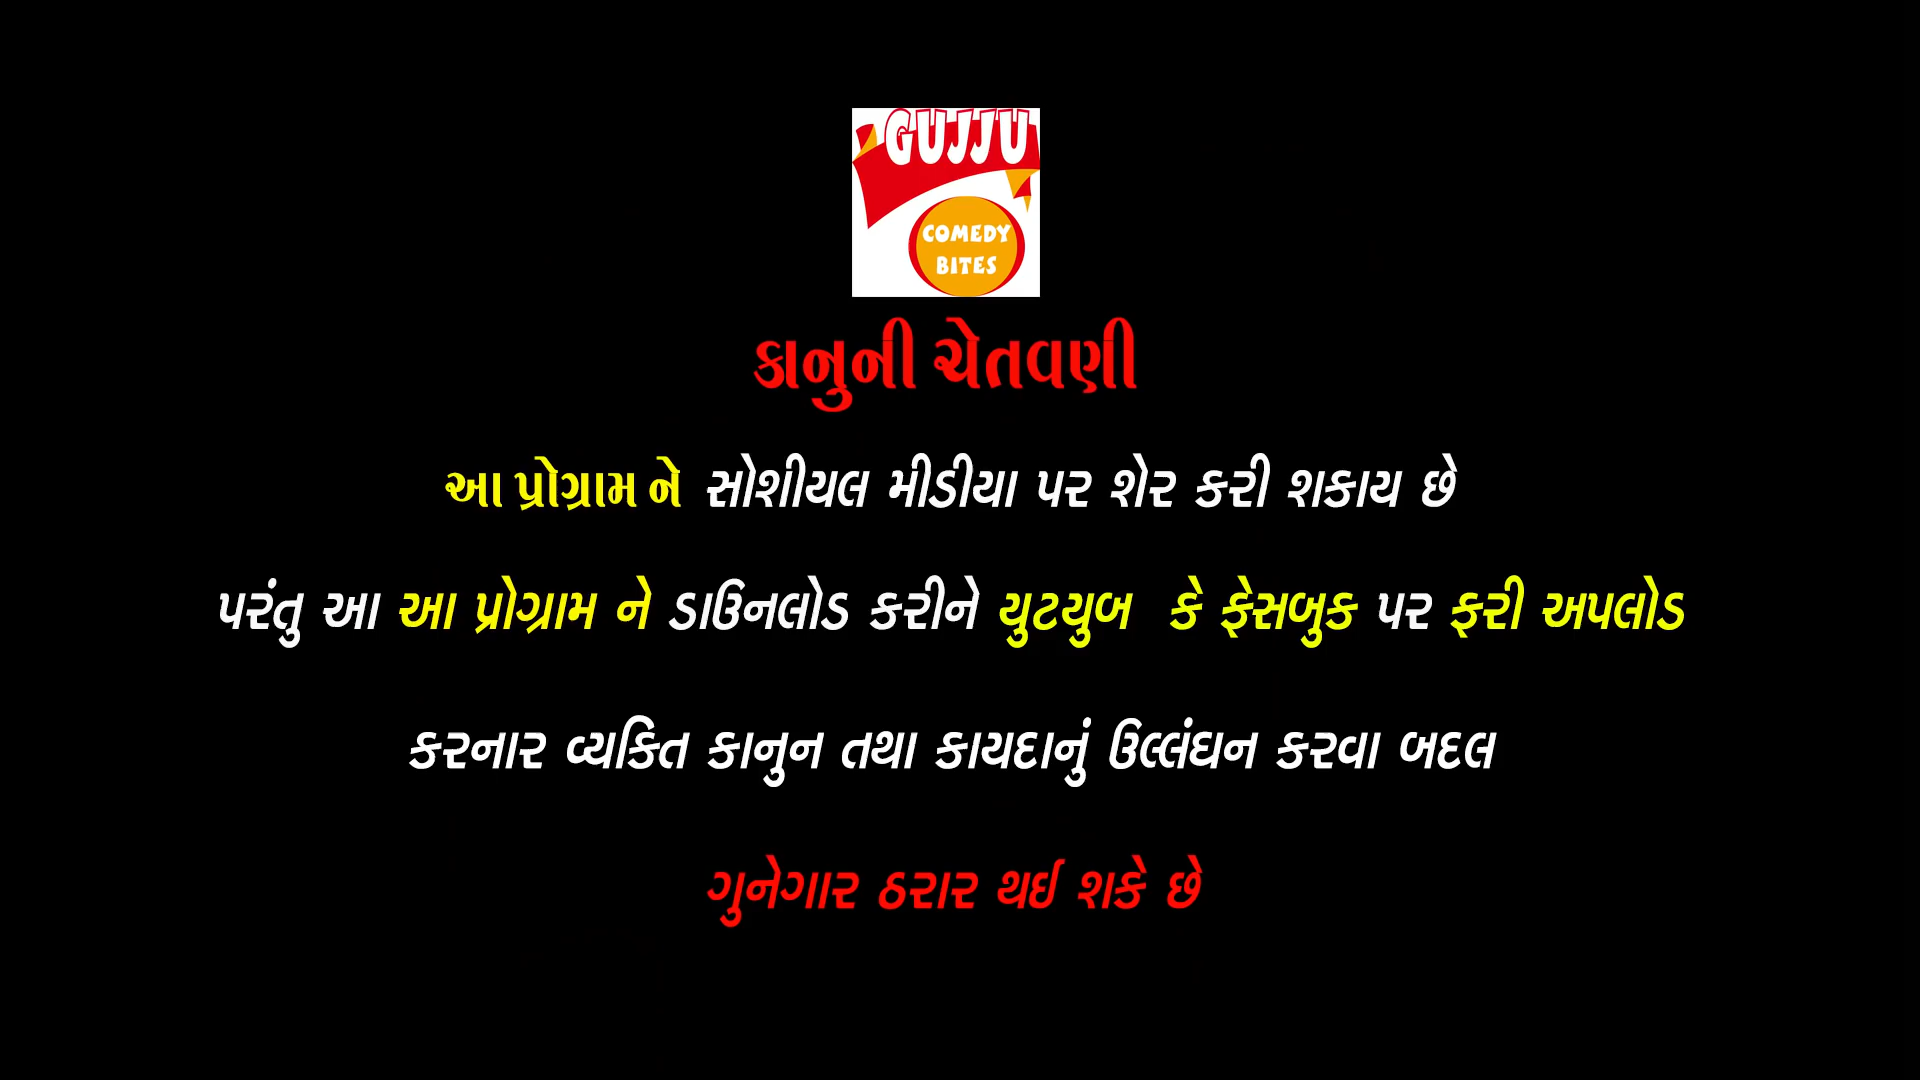 GUJJU
COMEDY
BITES
કાનુની ચેતવણી
આ પ્રોગ્રામ ને સોશીયલ મીડીયા પર શેર કરી શકાય છે
પરંતુ આ આ પ્રોગ્રામ ને ડાઉનલોડ કરીને યુટયુબ કે ફેસબુક પર ફરી અપલોડ
કરનાર વ્યકિત કાનુન તથા કાયદાનું ઉલ્લંઘન કરવા બદલ
ગુનેગાર ઠરાર થઈ શકે છે